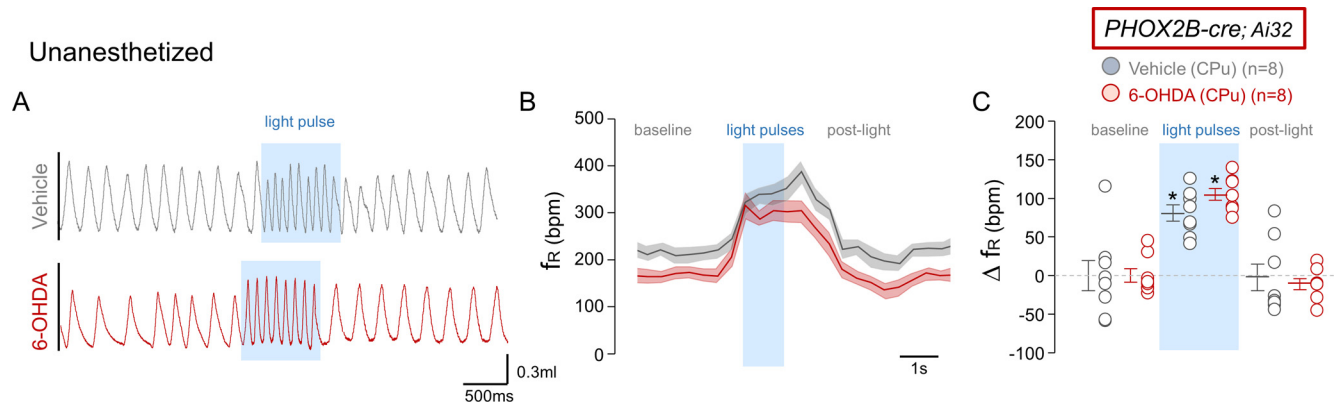 PHOX2B-cre; Ai32
Unanesthetized
Vehicle (CPu) (n=8)
6-OHDA (CPu) (n=8)
A
light pulse
Vehicle
6-OHDA
0.3ml
500ms
B
baseline
light pulses
post-light
fR (bpm)
500
400
300
200
100
0
1s
C
baseline
light pulses
post-light
Δ fR (bpm)
200
150
100
50
0
-50
-100
*
*